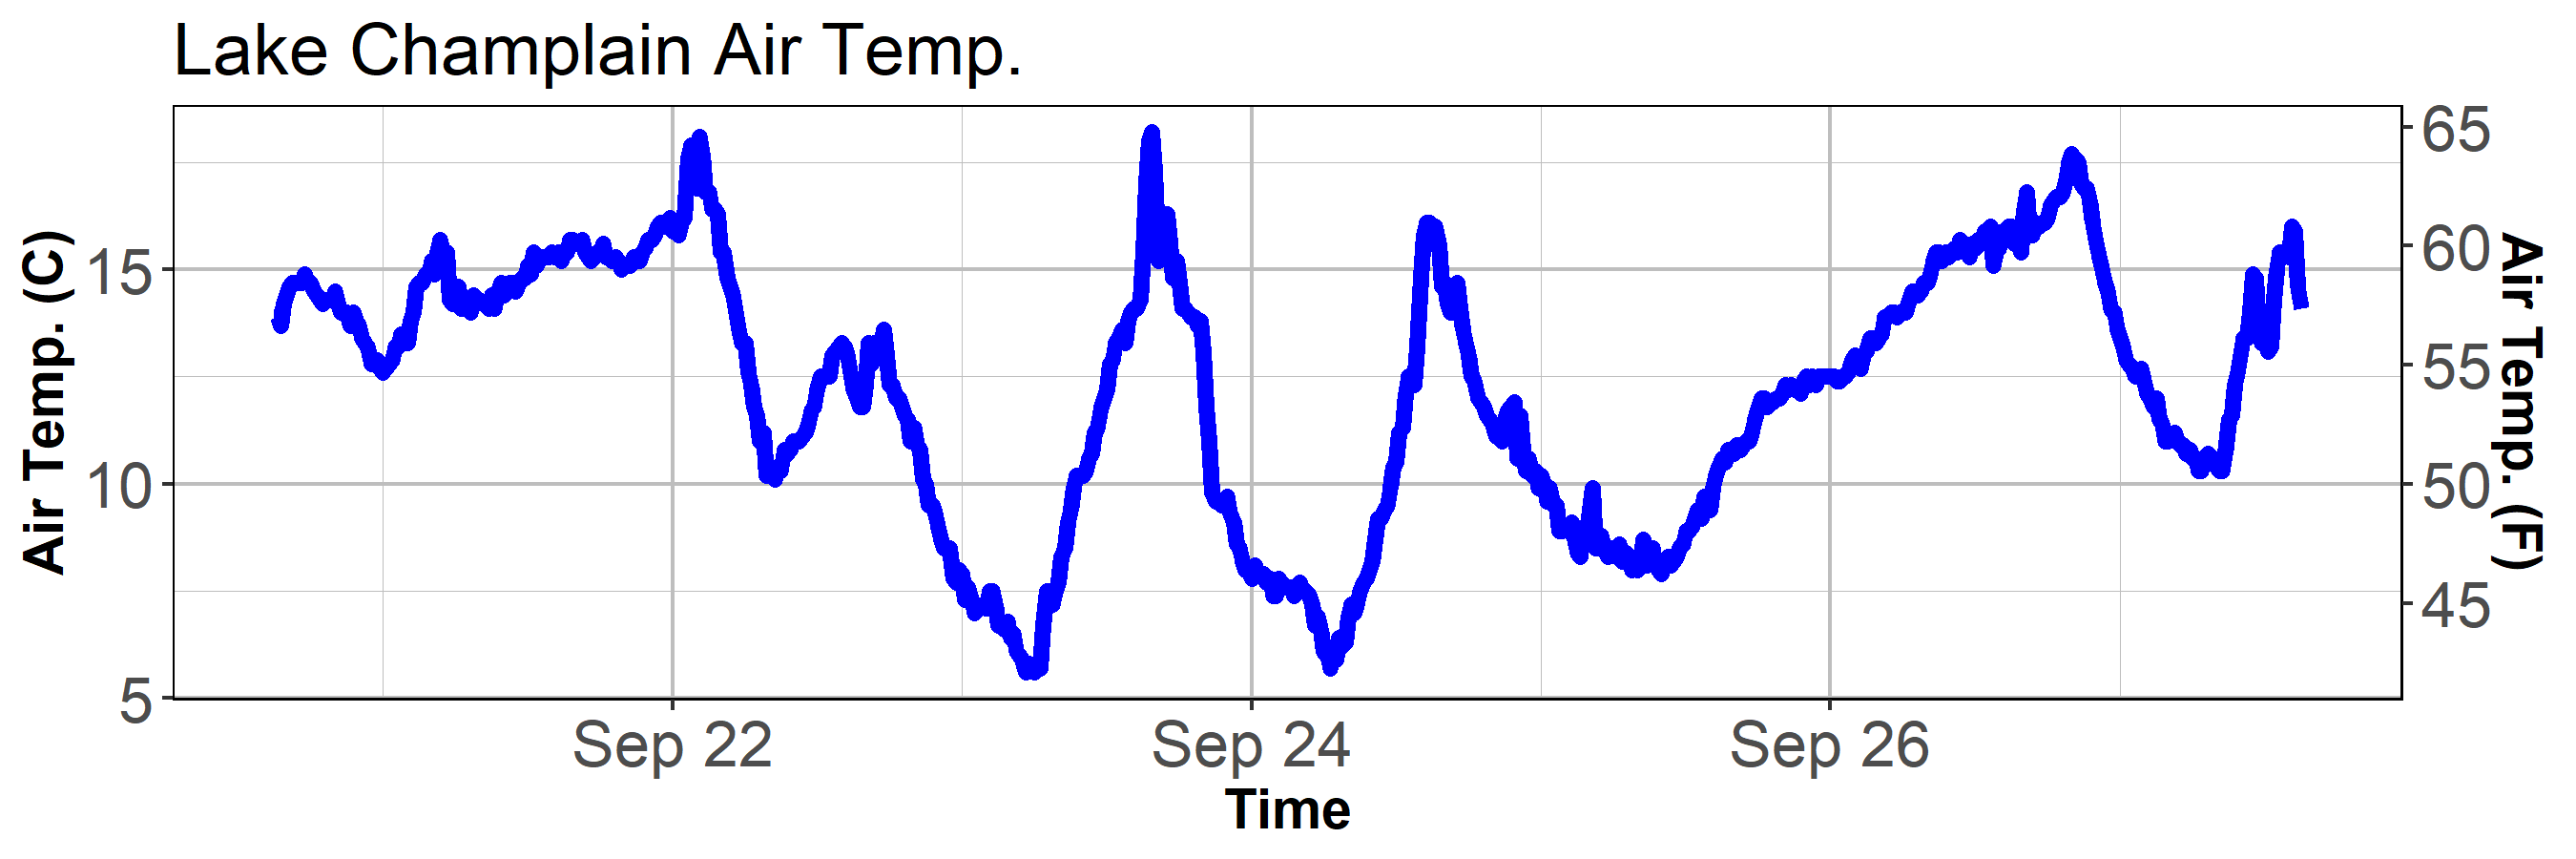 Lake Champlain Air Temp.
Air Temp. (C)
15
10
5
65
60
55
50
45
Air Temp. (F)
Sep 22
Sep 24
Sep 26
Time